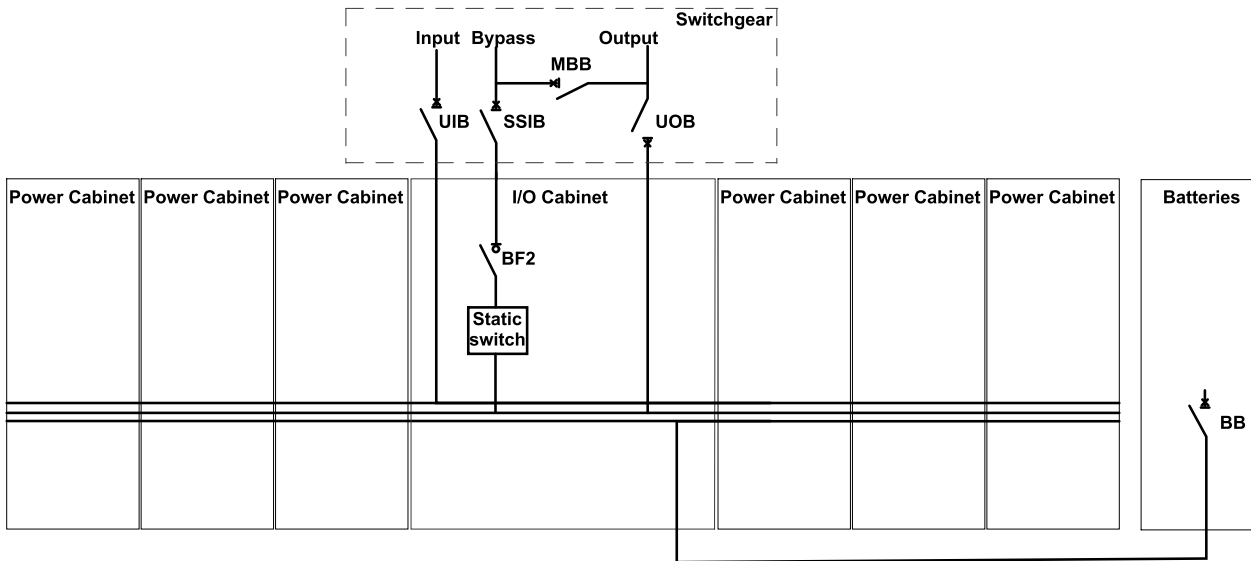 Switchgear
Input Bypass Output
MBB
UIB SSIB UOB
Power Cabinet Power Cabinet Power Cabinet I/O Cabinet Power Cabinet Power Cabinet Power Cabinet Batteries
BF2
Static
switch
BB